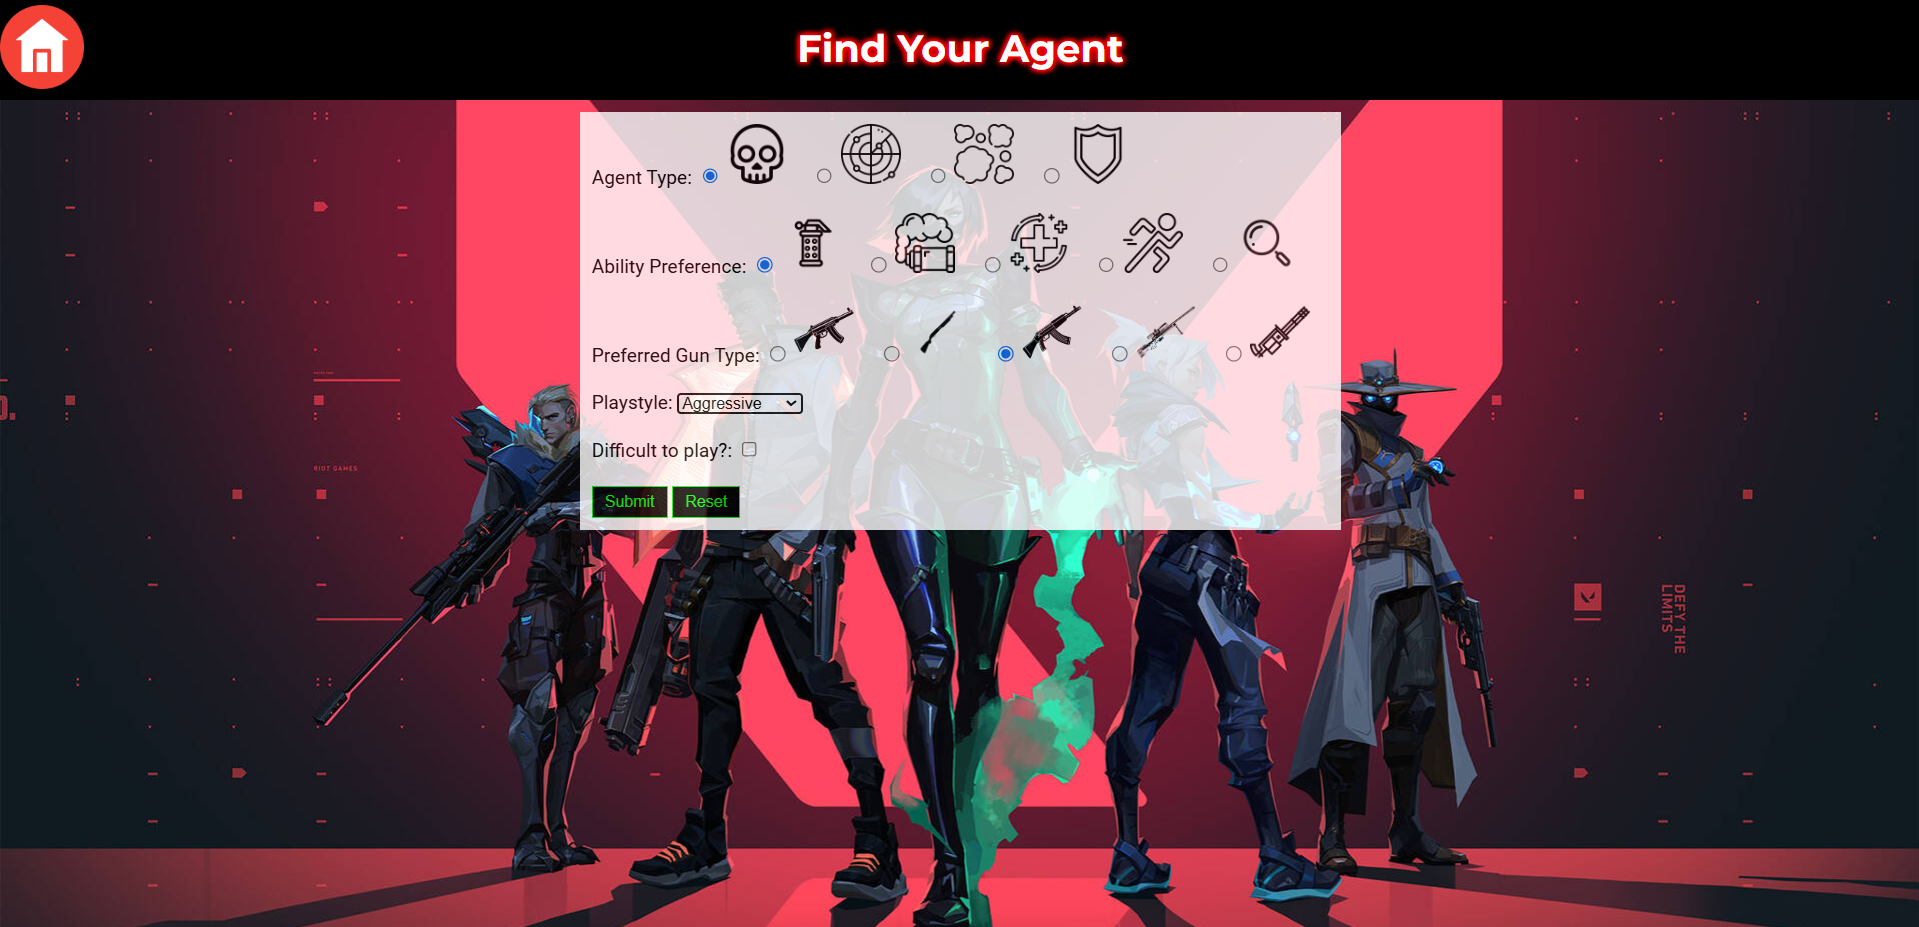 Find Your Agent
Agent Type:
Ability Preference:
Preferred Gun Type:
Playstyle: Aggressive
Difficult to play?:
Submit Reset
RIOT GAMES
DEFY THE
LIMITS